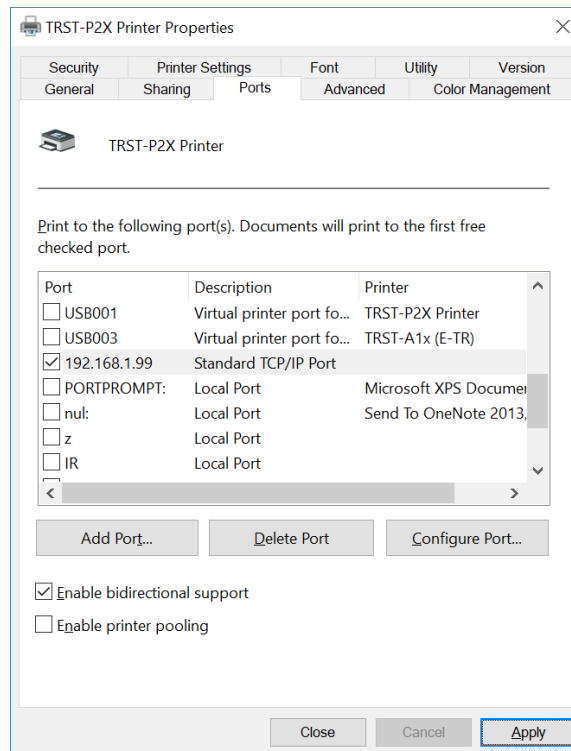 TRST-P2X Printer Properties
Security Printer Settings Font Utility Version
General Sharing Ports Advanced Color Management
TRST-P2X Printer
Print to the following port(s). Documents will print to the first free
checked port.
Port Description Printer
USB001 Virtual printer port fo... TRST-P2X Printer
USB003 Virtual printer port fo... TRST-A1x (E-TR)
192.168.1.99 Standard TCP/IP Port
PORTPROMPT: Local Port Microsoft XPS Documen
nul: Local Port Send To OneNote 2013,
z Local Port
IR Local Port
Add Port... Delete Port Configure Port...
Enable bidirectional support
Enable printer pooling
Close Cancel Apply